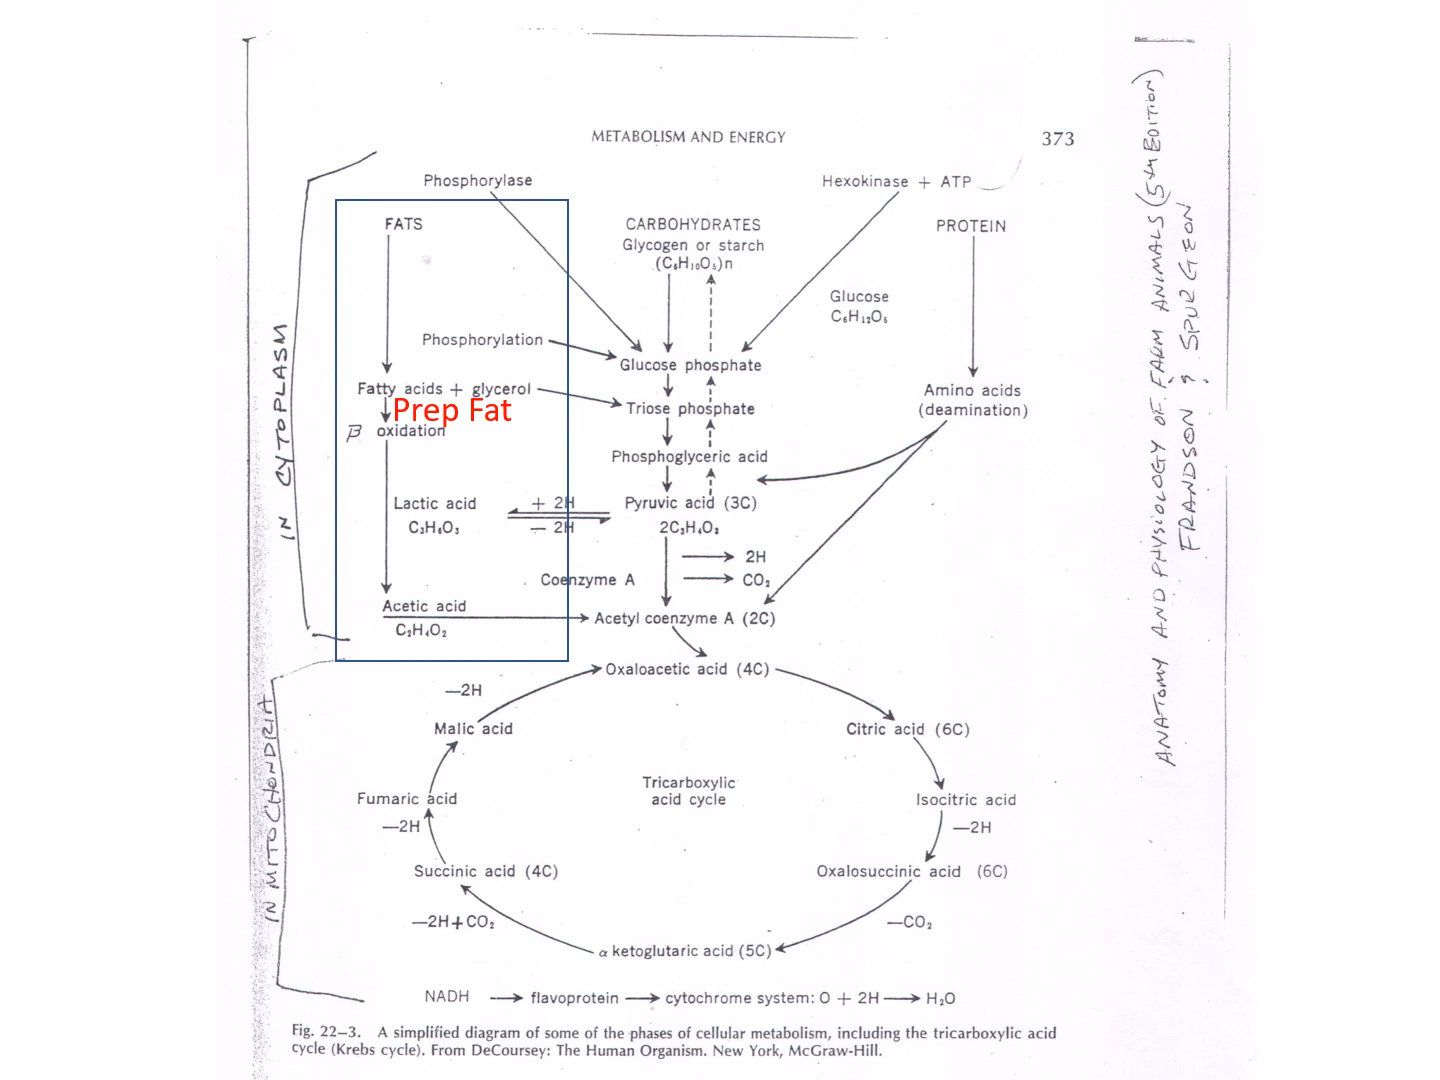 METABOLISM AND ENERGY
373
Phosphorylase
Hexokinase + ATP
FATS
CARBOHYDRATES
Glycogen or starch
(C₆H₁₀O₅)n
PROTEIN
Glucose
C₆H₁₂O₆
Phosphorylation
Glucose phosphate
Fatty acids + glycerol
Prep Fat
β oxidation
Triose phosphate
Amino acids
(deamination)
Phosphoglyceric acid
Lactic acid
C₃H₆O₃
+ 2H
− 2H
Pyruvic acid (3C)
2C₃H₄O₃
2H
CO₂
Coenzyme A
Acetic acid
C₂H₄O₂
Acetyl coenzyme A (2C)
Oxaloacetic acid (4C)
—2H
Malic acid
Citric acid (6C)
Tricarboxylic
acid cycle
Fumaric acid
—2H
Isocitric acid
—2H
Succinic acid (4C)
Oxalosuccinic acid (6C)
—2H+CO₂
—CO₂
α ketoglutaric acid (5C)
NADH
flavoprotein
cytochrome system: O + 2H
H₂O
Fig. 22–3. A simplified diagram of some of the phases of cellular metabolism, including the tricarboxylic acid
cycle (Krebs cycle). From DeCoursey: The Human Organism. New York, McGraw-Hill.
IN CYTOPLASM
IN MITOCHONDRIA
ANATOMY AND PHYSIOLOGY OF FARM ANIMALS (5th EDITION)
FRANDSON & SPURGEON